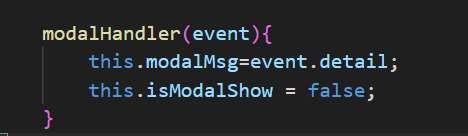 modalHandler(event){
this.modalMsg=event.detail;
this.isModalShow = false;
}